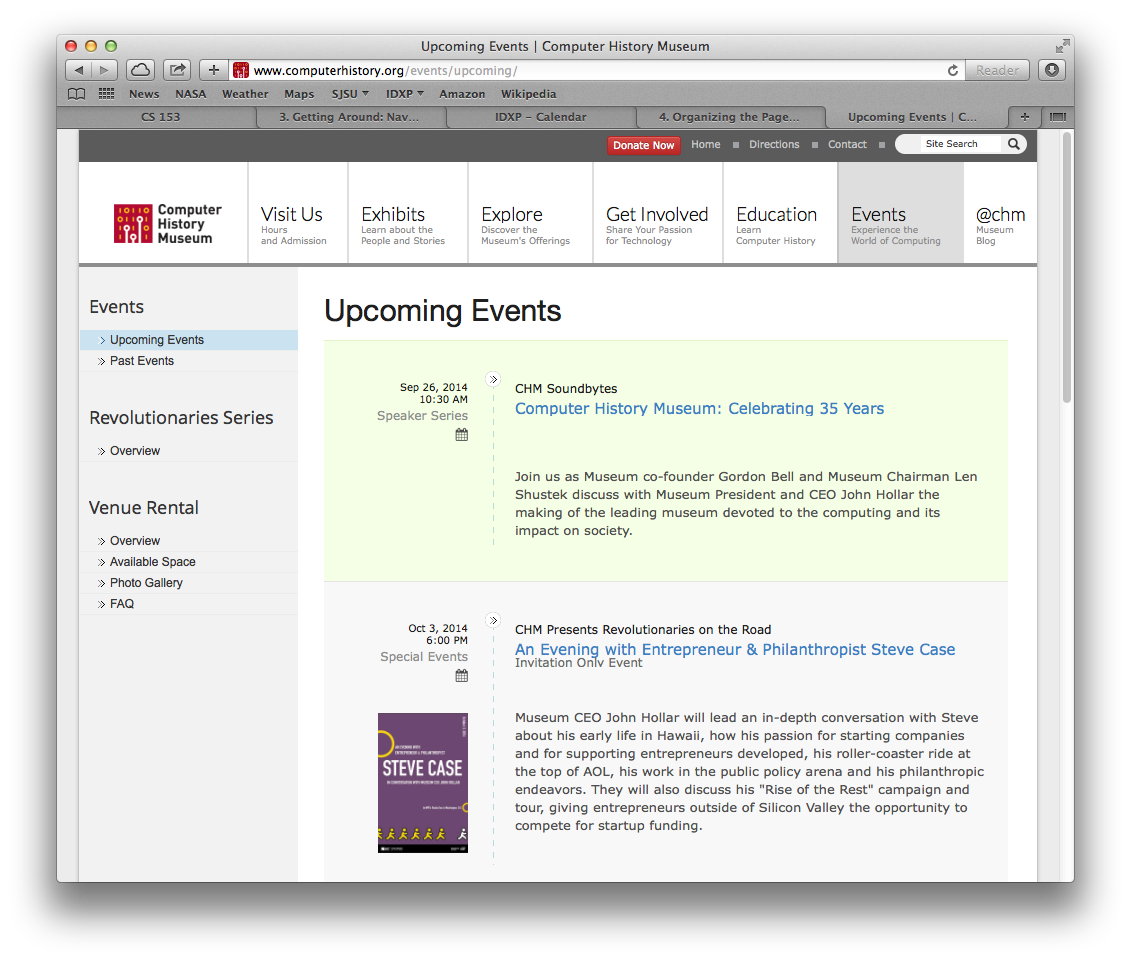 Upcoming Events | Computer History Museum
www.computerhistory.org/events/upcoming/
Reader
News NASA Weather Maps SJSU IDXP Amazon Wikipedia
CS 153
3. Getting Around: Nav...
IDXP – Calendar
4. Organizing the Page...
Upcoming Events | C...
Donate Now
Home
Directions
Contact
Site Search
Computer
History
Museum
Visit Us
Hours
and Admission
Exhibits
Learn about the
People and Stories
Explore
Discover the
Museum's Offerings
Get Involved
Share Your Passion
for Technology
Education
Learn
Computer History
Events
Experience the
World of Computing
@chm
Museum
Blog
Events
Upcoming Events
Past Events
Revolutionaries Series
Overview
Venue Rental
Overview
Available Space
Photo Gallery
FAQ
Upcoming Events
Sep 26, 2014
10:30 AM
Speaker Series
CHM Soundbytes
Computer History Museum: Celebrating 35 Years
Join us as Museum co-founder Gordon Bell and Museum Chairman Len
Shustek discuss with Museum President and CEO John Hollar the
making of the leading museum devoted to the computing and its
impact on society.
Oct 3, 2014
6:00 PM
Special Events
CHM Presents Revolutionaries on the Road
An Evening with Entrepreneur & Philanthropist Steve Case
Invitation Only Event
AN EVENING WITH
ENTREPRENEUR & PHILANTHROPIST
STEVE CASE
IN CONVERSATION WITH MUSEUM CEO JOHN HOLLAR
Museum CEO John Hollar will lead an in-depth conversation with Steve
about his early life in Hawaii, how his passion for starting companies
and for supporting entrepreneurs developed, his roller-coaster ride at
the top of AOL, his work in the public policy arena and his philanthropic
endeavors. They will also discuss his "Rise of the Rest" campaign and
tour, giving entrepreneurs outside of Silicon Valley the opportunity to
compete for startup funding.